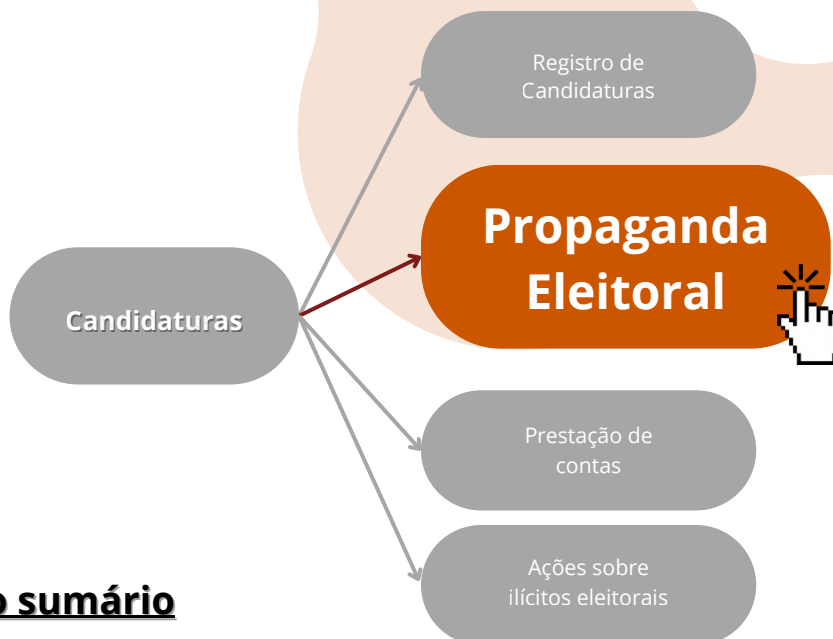 Registro de
Candidaturas
Propaganda
Eleitoral
Candidaturas
Prestação de
contas
Ações sobre
ilícitos eleitorais
o sumário